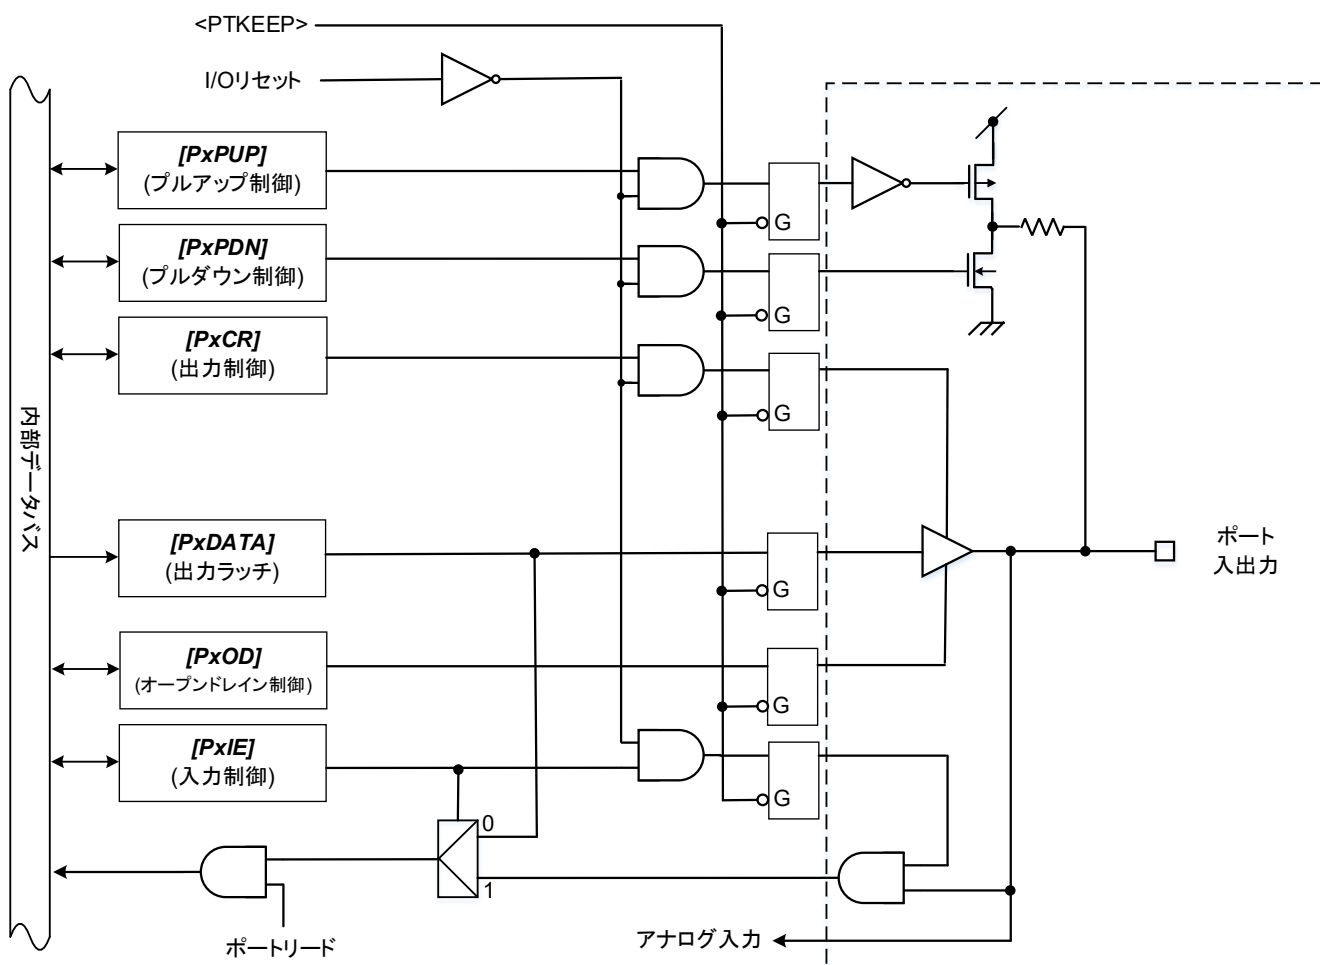 <PTKEEP>
I/Oリセット
[PxPUP]
(プルアップ制御)
G
[PxPDN]
(プルダウン制御)
G
[PxCR]
(出力制御)
G
内部データバス
[PxDATA]
(出力ラッチ)
G
ポート
入出力
[PxOD]
(オープンドレイン制御)
G
[PxIE]
(入力制御)
G
0
1
ポートリード
アナログ入力